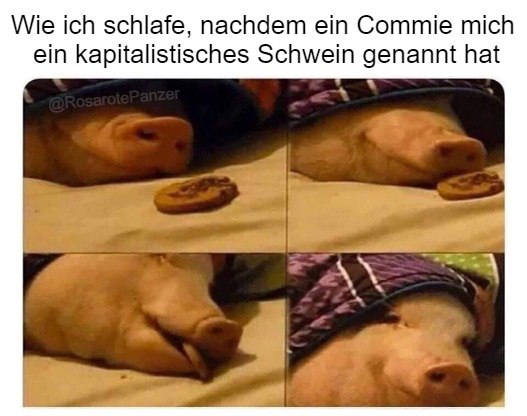 Wie ich schlafe, nachdem ein Commie mich
ein kapitalistisches Schwein genannt hat
@RosarotePanzer